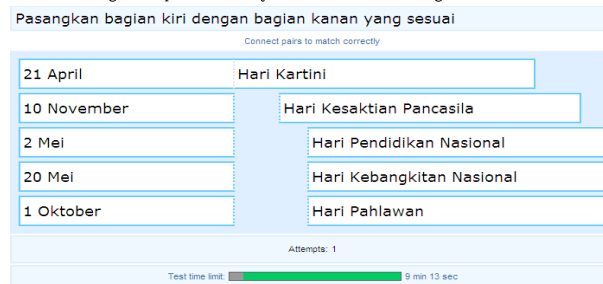 Pasangkan bagian kiri dengan bagian kanan yang sesuai
Connect pairs to match correctly
21 April Hari Kartini
10 November Hari Kesaktian Pancasila
2 Mei Hari Pendidikan Nasional
20 Mei Hari Kebangkitan Nasional
1 Oktober Hari Pahlawan
Attempts: 1
Test time limit: 9 min 13 sec